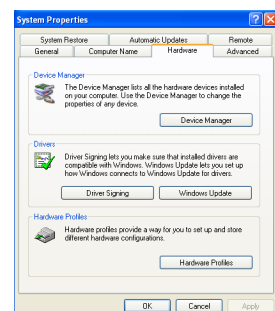 System Properties
System Restore Automatic Updates Remote
General Computer Name Hardware Advanced
Device Manager
The Device Manager lists all the hardware devices installed
on your computer. Use the Device Manager to change the
properties of any device.
Device Manager
Drivers
Driver Signing lets you make sure that installed drivers are
compatible with Windows. Windows Update lets you set up
how Windows connects to Windows Update for drivers.
Driver Signing Windows Update
Hardware Profiles
Hardware profiles provide a way for you to set up and store
different hardware configurations.
Hardware Profiles
OK Cancel Apply